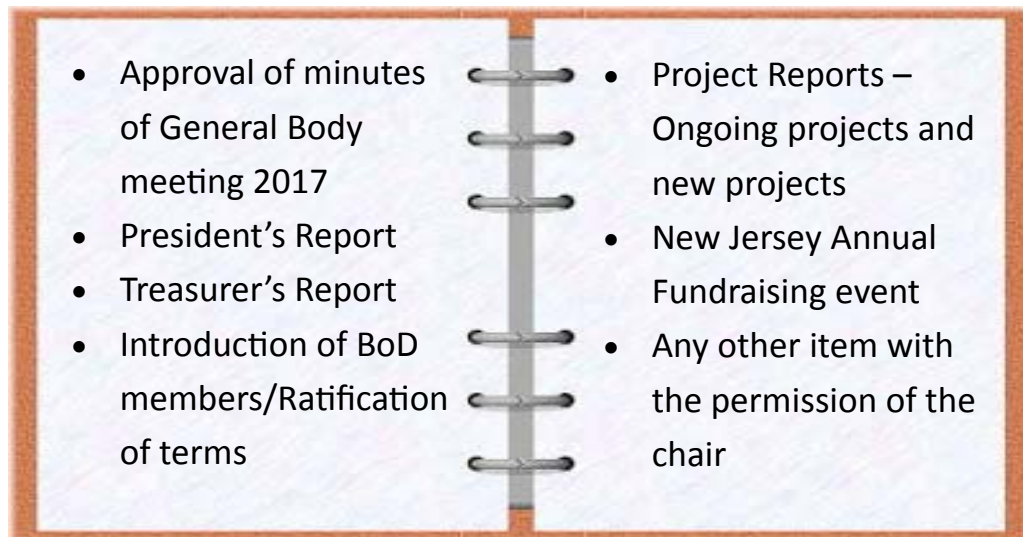 • Approval of minutes
of General Body
meeting 2017
• President’s Report
• Treasurer’s Report
• Introduction of BoD
members/Ratification
of terms
• Project Reports –
Ongoing projects and
new projects
• New Jersey Annual
Fundraising event
• Any other item with
the permission of the
chair